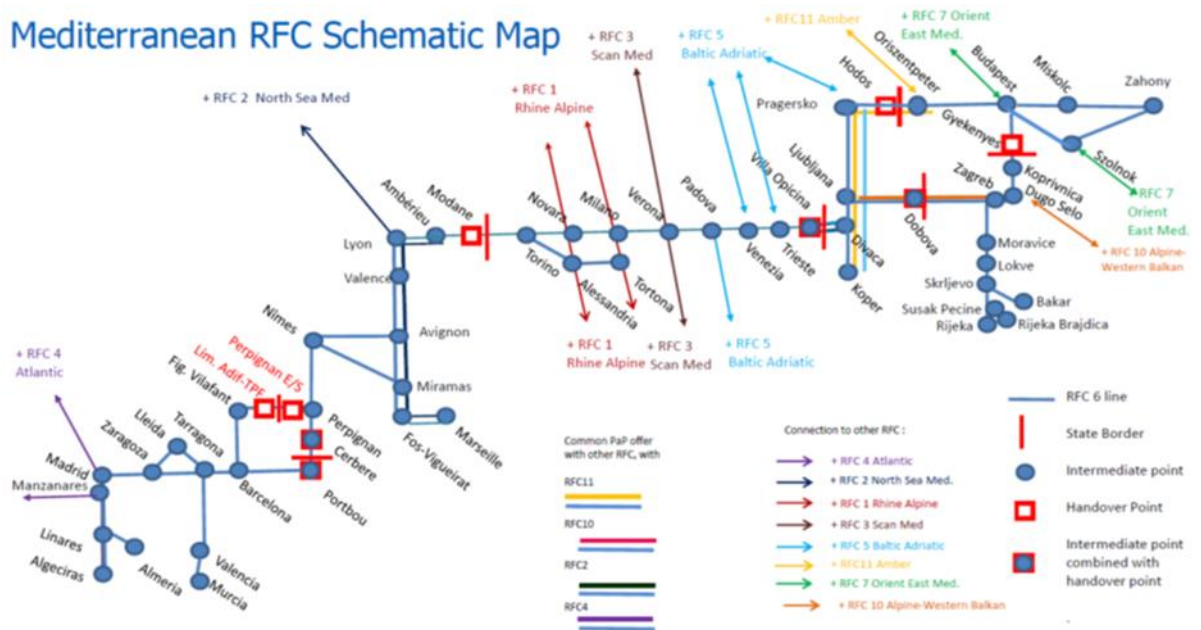 Mediterranean RFC Schematic Map
+ RFC 2 North Sea Med
+ RFC 1
Rhine Alpine
+ RFC 3
Scan Med
+ RFC 5
Baltic Adriatic
+ RFC11 Amber
+ RFC 7 Orient
East Med.
Hodos
Oriszentpeter
Budapest
Miskolc
Zahony
Pragersko
Gyekenyes
Szolnok
Koprivnica
Zagreb
Dugo Selo
+ RFC 7
Orient
East Med.
+ RFC 10 Alpine-
Western Balkan
Ljubljana
Villa Opicina
Dobova
Divaca
Koper
Moravice
Lokve
Skrljevo
Bakar
Susak Pecine
Rijeka
Rijeka Brajdica
Lyon
Ambérieu
Modane
Novara
Milano
Verona
Padova
Venezia
Trieste
Torino
Alessandria
Tortona
+ RFC 1
Rhine Alpine
+ RFC 3
Scan Med
+ RFC 5
Baltic Adriatic
Valence
Avignon
Nimes
Miramas
Marseille
Fos-Vigueirat
+ RFC 4
Atlantic
Perpignan E/S
Lim. Adif-TPF
Fig. Vilafant
Perpignan
Cerbere
Portbou
Tarragona
Lleida
Zaragoza
Madrid
Manzanares
Barcelona
Linares
Algeciras
Almeria
Valencia
Murcia
Common PaP offer
with other RFC, with
RFC11
RFC10
RFC2
RFC4
Connection to other RFC :
+ RFC 4 Atlantic
+ RFC 2 North Sea Med.
+ RFC 1 Rhine Alpine
+ RFC 3 Scan Med
+ RFC 5 Baltic Adriatic
+ RFC11 Amber
+ RFC 7 Orient East Med.
+ RFC 10 Alpine-Western Balkan
RFC 6 line
State Border
Intermediate point
Handover Point
Intermediate point
combined with
handover point